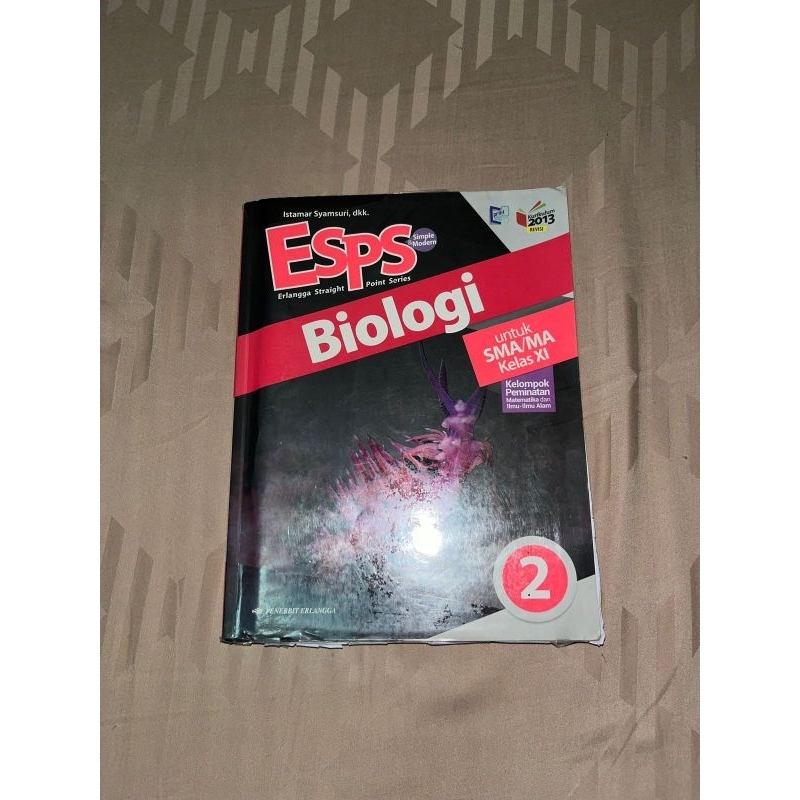 Istamar Syamsuri, dkk.
Kurikulum
2013
REVISI
ESPS
Simple
&Modern
Erlangga Straight Point Series
Biologi
untuk
SMA/MA
Kelas XI
Kelompok
Peminatan
Matematika dan
Ilmu-Ilmu Alam
2
PENERBIT ERLANGGA